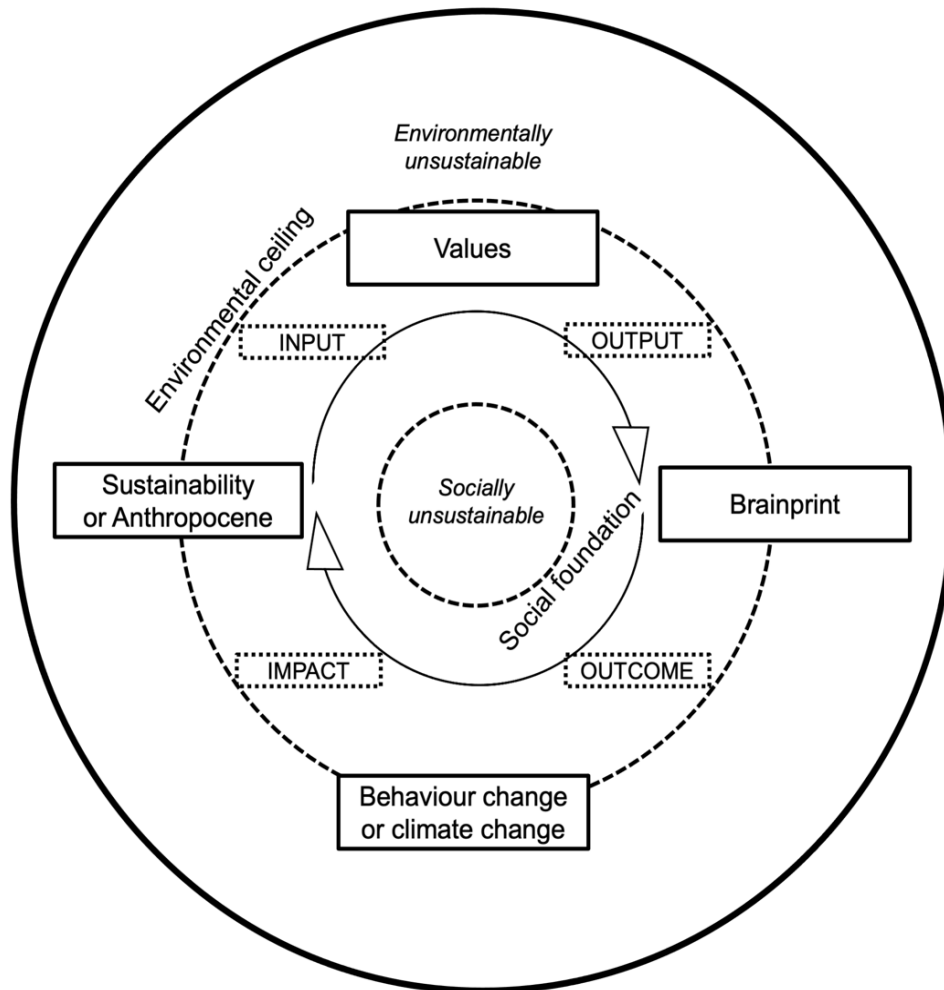 Environmentally
unsustainable
Values
Environmental ceiling
INPUT
OUTPUT
Sustainability
or Anthropocene
Socially
unsustainable
Brainprint
Social foundation
IMPACT
OUTCOME
Behaviour change
or climate change